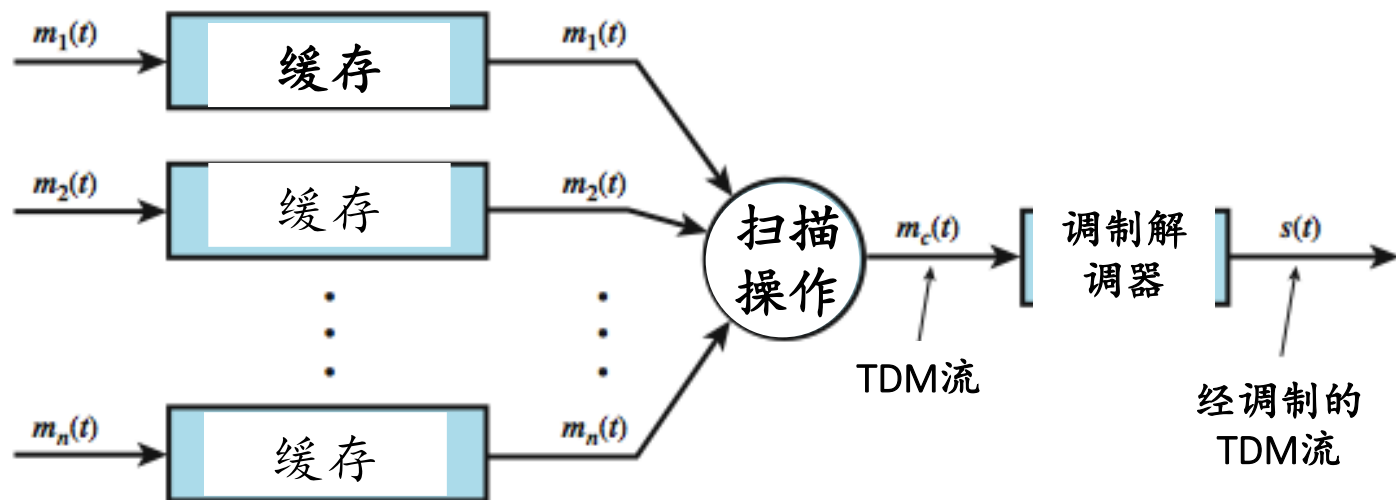 m₁(t)
缓存
m₁(t)
m₂(t)
缓存
m₂(t)
扫描
操作
m_c(t)
调制解
调器
s(t)
TDM流
经调制的
TDM流
mₙ(t)
缓存
mₙ(t)